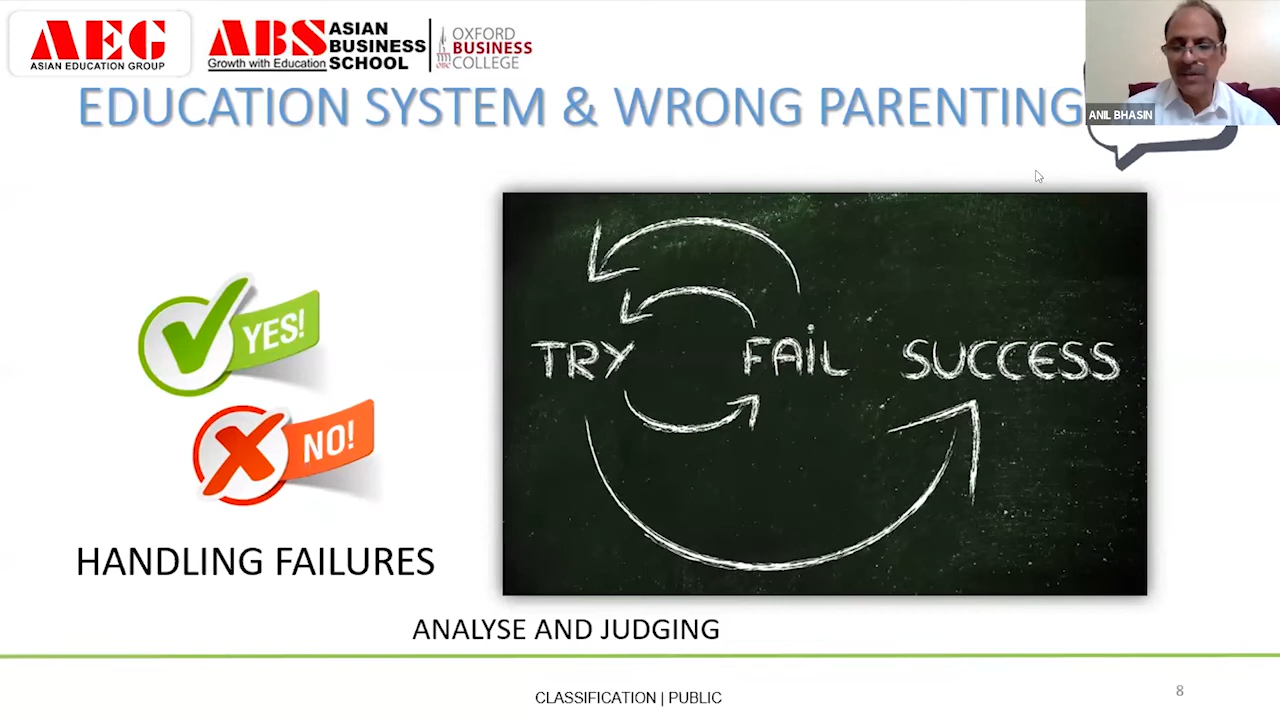 AEG
ASIAN EDUCATION GROUP
ABS
Growth with Education
ASIAN
BUSINESS
SCHOOL
OXFORD
BUSINESS
COLLEGE
EDUCATION SYSTEM & WRONG PARENTING
ANIL BHASIN
YES!
NO!
TRY FAIL SUCCESS
HANDLING FAILURES
ANALYSE AND JUDGING
CLASSIFICATION | PUBLIC
8